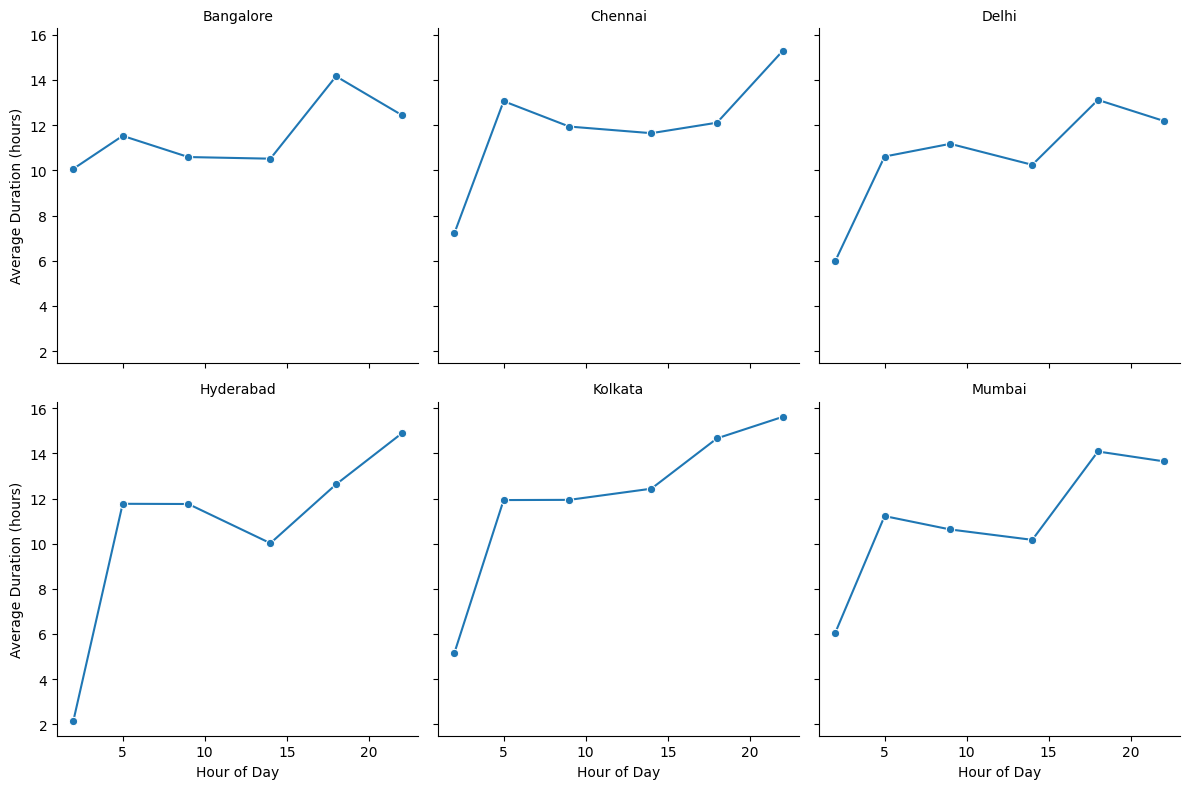 Bangalore
Chennai
Delhi
Average Duration (hours)
16
14
12
10
8
6
4
2
Hyderabad
Kolkata
Mumbai
Average Duration (hours)
16
14
12
10
8
6
4
2
5 10 15 20
5 10 15 20
5 10 15 20
Hour of Day
Hour of Day
Hour of Day